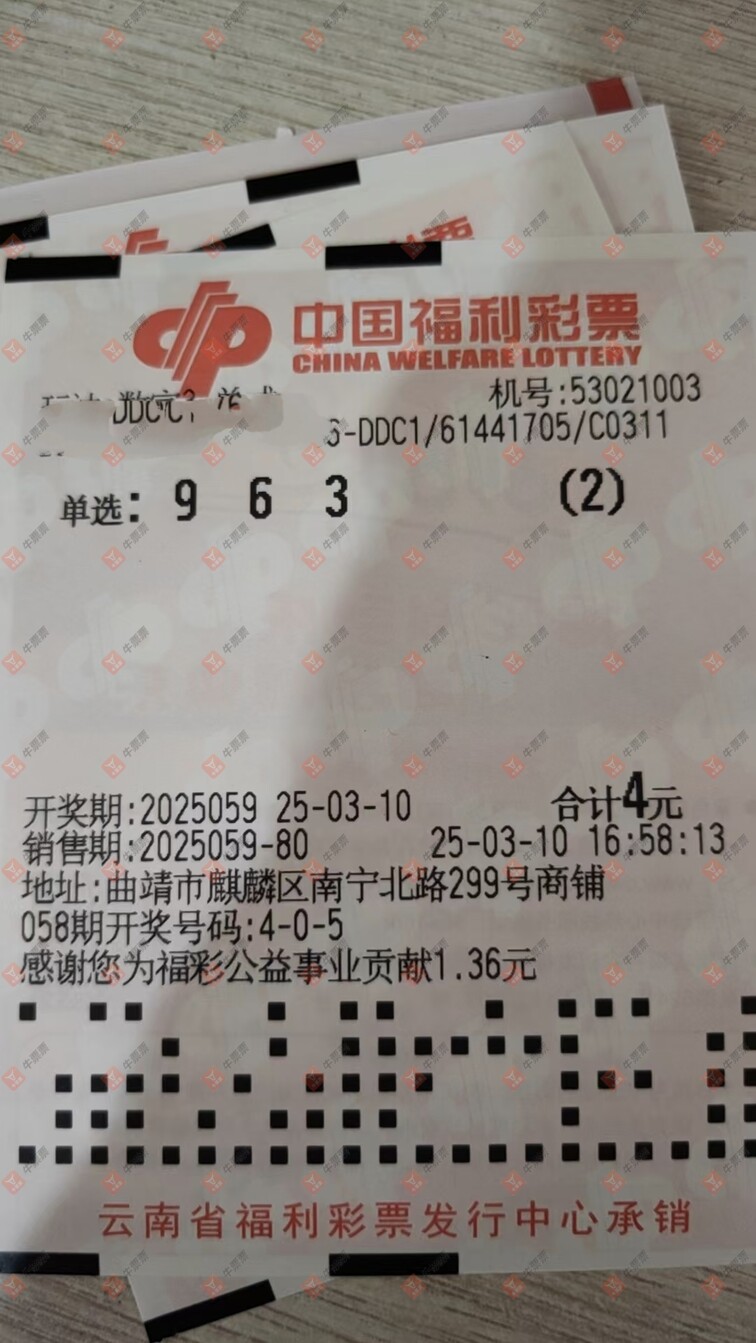 中国福利彩票
CHINA WELFARE LOTTERY
机号:53021003
-DDC1/61441705/C0311
单选: 9 6 3 (2)
开奖期:2025059 25-03-10 合计4元
销售期:2025059-80 25-03-10 16:58:13
地址:曲靖市麒麟区南宁北路299号商铺
058期开奖号码:4-0-5
感谢您为福彩公益事业贡献1.36元
云南省福利彩票发行中心承销